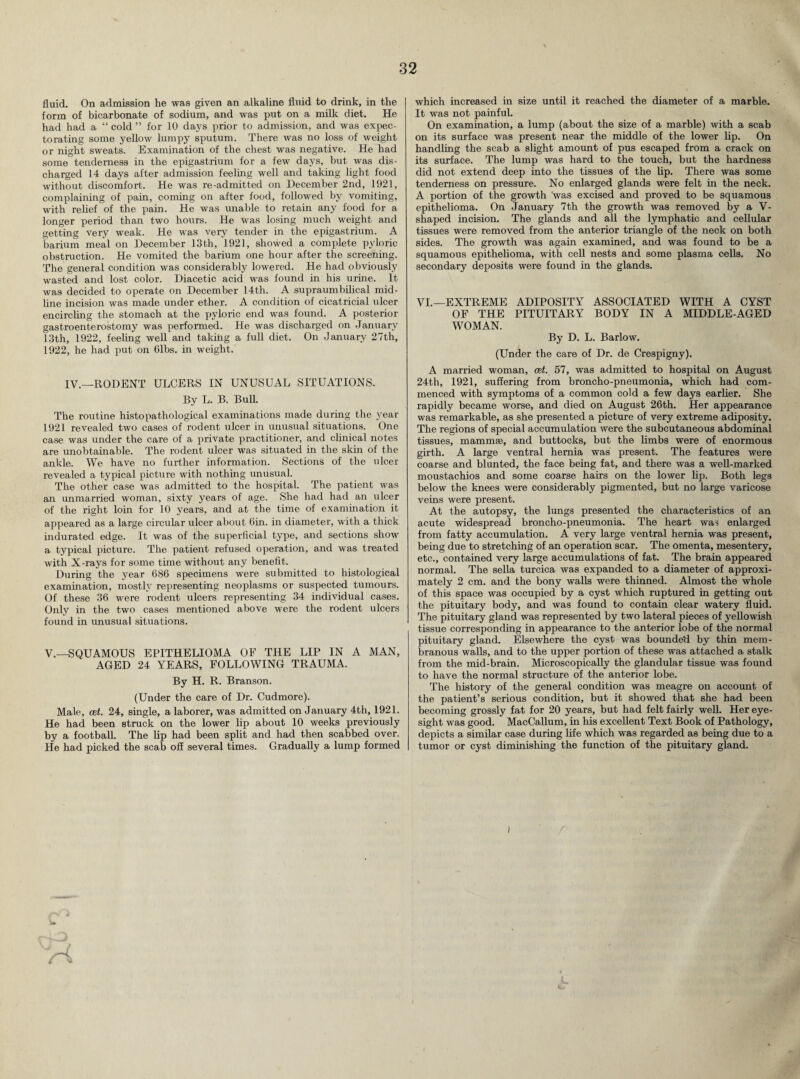 32
fluid. On admission he was given an alkaline fluid to drink, in the
form of bicarbonate of sodium, and was put on a milk diet. He
had had a “ cold ” for 10 days prior to admission, and was expec-
torating some yellow lumpy sputum. There was no loss of weight
or night sweats. Examination of the chest was negative. He had
some tenderness in the epigastrium for a few days, but was dis-
charged 14 days after admission feeling well and taking light food
without discomfort. He was re-admitted on December 2nd, 1921,
complaining of pain, coming on after food, followed by vomiting,
with relief of the pain. He was unable to retain any food for a
longer period than two hours. He was losing much weight and
getting very weak. He was very tender in the epigastrium. A
barium meal on December 13th, 1921, showed a complete pyloric
obstruction. He vomited the barium one hour after the screening.
The general condition was considerably lowered. He had obviously
wasted and lost color. Diacetic acid was found in his urine. It
was decided to operate on December 14th. A supraumbilical mid-
line incision was made under ether. A condition of cicatricial ulcer
encircling the stomach at the pyloric end was found. A posterior
gastroenterostomy was performed. He was discharged on January
13th, 1922, feeling well and taking a full diet. On January 27th,
1922, he had put on 6lbs. in weight.
IV.—RODENT ULCERS IN UNUSUAL SITUATIONS.
By L. B. Bull.
The routine histopathological examinations made during the year
1921 revealed two cases of rodent ulcer in unusual situations. One
case was under the care of a private practitioner, and clinical notes
are unobtainable. The rodent ulcer was situated in the skin of the
ankle. We have no further information. Sections of the ulcer
revealed a typical picture with nothing unusual.
The other case was admitted to the hospital. The patient was
an unmarried woman, sixty years of age. She had had an ulcer
of the right loin for 10 years, and at the time of examination it
appeared as a large circular ulcer about 6in. in diameter, with a thick
indurated edge. It was of the superficial type, and sections show
a typical picture. The patient refused operation, and was treated
with X-rays for some time without any benefit.
During the year 686 specimens were submitted to histological
examination, mostly representing neoplasms or suspected tumours.
Of these 36 were rodent ulcers representing 34 individual cases.
Only in the two cases mentioned above were the rodent ulcers
found in unusual situations.
V.—SQUAMOUS EPITHELIOMA OF THE LIP IN A MAN,
AGED 24 YEARS, FOLLOWING TRAUMA.
By H. R. Branson.
(Under the care of Dr. Cudmore).
Male, æt. 24, single, a laborer, was admitted on January 4th, 1921.
He had been struck on the lower lip about 10 weeks previously
by a football. The lip had been split and had then scabbed over.
He had picked the scab off several times. Gradually a lump formed
which increased in size until it reached the diameter of a marble.
It was not painful.
On examination, a lump (about the size of a marble) with a scab
on its surface was present near the middle of the lower lip. On
handling the scab a slight amount of pus escaped from a crack on
its surface. The lump was hard to the touch, but the hardness
did not extend deep into the tissues of the lip. There was some
tenderness on pressure. No enlarged glands were felt in the neck.
A portion of the growth was excised and proved to be squamous
epithelioma. On January 7th the growth was removed by a V-
shaped incision. The glands and all the lymphatic and cellular
tissues were removed from the anterior triangle of the neck on both
sides. The growth was again examined, and was found to be a
squamous epithelioma, with cell nests and some plasma cells. No
secondary deposits were found in the glands.
VI.—EXTREME ADIPOSITY ASSOCIATED WITH A CYST
OF THE PITUITARY BODY IN A MIDDLE-AGED
WOMAN.
By D. L. Barlow.
(Under the care of Dr. de Crespigny).
A married woman, æt. 57, was admitted to hospital on August
24th, 1921, suffering from broncho-pneumonia, which had com-
menced with symptoms of a common cold a few days earlier. She
rapidly became worse, and died on August 26th. Her appearance
was remarkable, as she presented a picture of very extreme adiposity.
The regions of special accumulation were the subcutaneous abdominal
tissues, mammæ, and buttocks, but the limbs were of enormous
girth. A large ventral hernia was present. The features were
coarse and blunted, the face being fat, and there was a well-marked
moustachios and some coarse hairs on the lower lip. Both legs
below the knees were considerably pigmented, but no large varicose
veins were present.
At the autopsy, the lungs presented the characteristics of an
acute widespread broncho-pneumonia. The heart was enlarged
from fatty accumulation. A very large ventral hernia was present,
being due to stretching of an operation scar. The omenta, mesentery,
etc., contained very large accumulations of fat. The brain appeared
normal. The sella turcica was expanded to a diameter of approxi-
mately 2 cm. and the bony walls were thinned. Almost the whole
of this space was occupied by a cyst which ruptured in getting out
the pituitary body, and was found to contain clear watery fluid.
The pituitary gland was represented by two lateral pieces of yellowish
tissue corresponding in appearance to the anterior lobe of the normal
pituitary gland. Elsewhere the cyst was bounded by thin mem-
branous walls, and to the upper portion of these was attached a stalk
from the mid-brain. Microscopically the glandular tissue was found
to have the normal structure of the anterior lobe.
The history of the general condition was meagre on account of
the patient’s serious condition, but it showed that she had been
becoming grossly fat for 20 years, but had felt fairly well. Her eye-
sight was good. MacCallum, in his excellent Text Book of Pathology,
depicts a similar case during life which was regarded as being due to a
tumor or cyst diminishing the function of the pituitary gland.